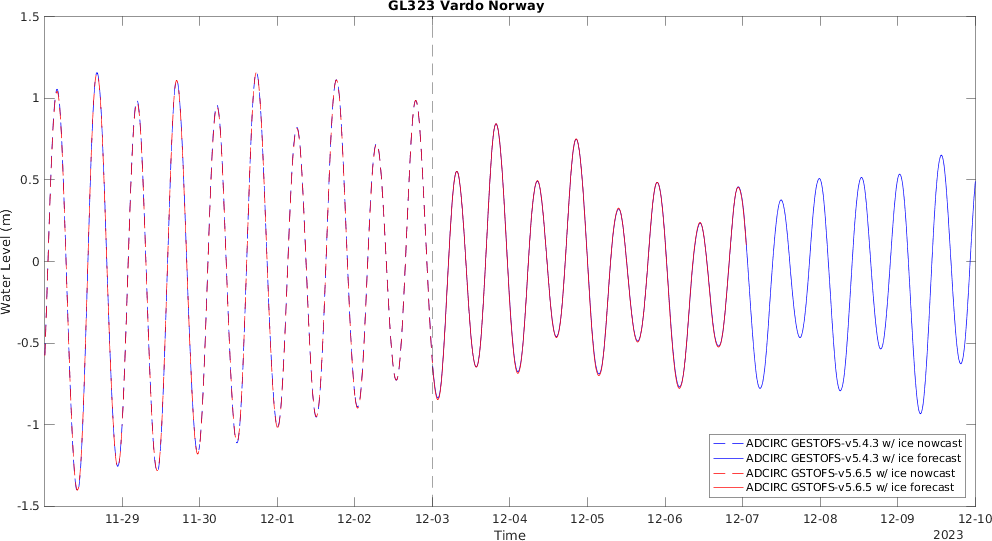 GL323 Vardo Norway
1.5
1
0.5
0
-0.5
-1
-1.5
Water Level (m)
ADCIRC GESTOFS-v5.4.3 w/ ice nowcast
ADCIRC GESTOFS-v5.4.3 w/ ice forecast
ADCIRC GSTOFS-v5.6.5 w/ ice nowcast
ADCIRC GSTOFS-v5.6.5 w/ ice forecast
11-29 11-30 12-01 12-02 12-03 12-04 12-05 12-06 12-07 12-08 12-09 12-10
Time
2023